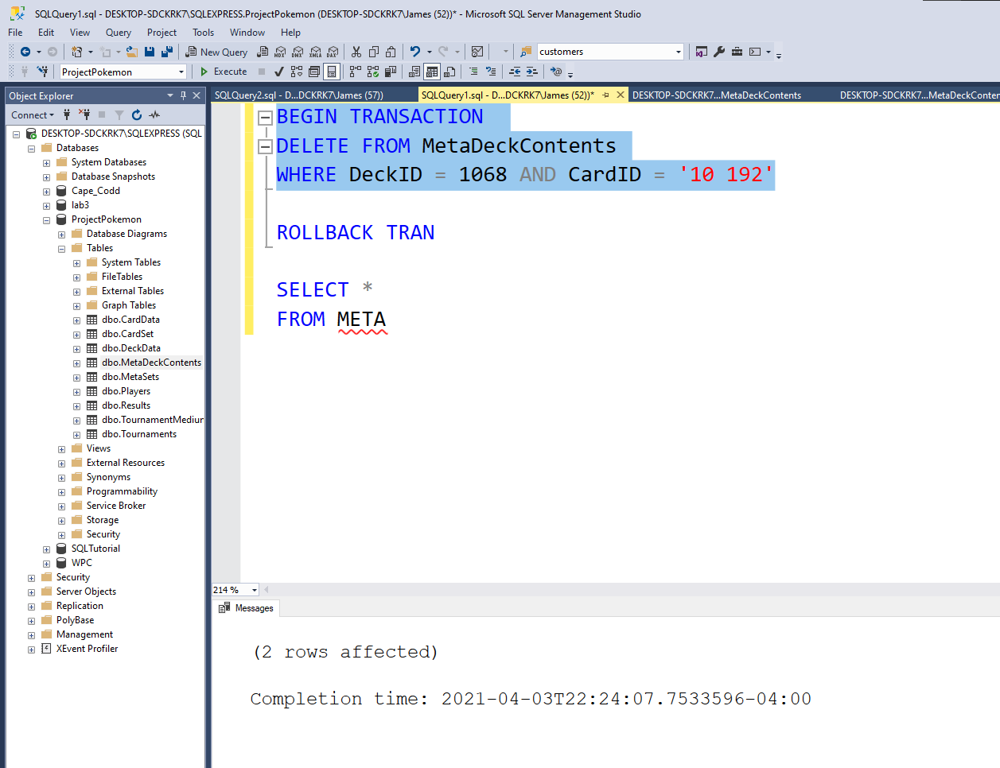 SQLQuery1.sql - DESKTOP-SDCKRK7\SQLEXPRESS.ProjectPokemon (DESKTOP-SDCKRK7\James (52))* - Microsoft SQL Server Management Studio
File Edit View Query Project Tools Window Help
New Query MDX DMX XMLA DAX customers
ProjectPokemon Execute
Object Explorer
SQLQuery2.sql - D...DCKRK7\James (57)) SQLQuery1.sql - D...DCKRK7\James (52))* DESKTOP-SDCKRK7...MetaDeckContents DESKTOP-SDCKRK7...MetaDeckConten
Connect
DESKTOP-SDCKRK7\SQLEXPRESS (SQL
Databases
System Databases
Database Snapshots
Cape_Codd
lab3
ProjectPokemon
Database Diagrams
Tables
System Tables
FileTables
External Tables
Graph Tables
dbo.CardData
dbo.CardSet
dbo.DeckData
dbo.MetaDeckContents
dbo.MetaSets
dbo.Players
dbo.Results
dbo.TournamentMediur
dbo.Tournaments
Views
External Resources
Synonyms
Programmability
Service Broker
Storage
Security
SQLTutorial
WPC
Security
Server Objects
Replication
PolyBase
Management
XEvent Profiler
BEGIN TRANSACTION
DELETE FROM MetaDeckContents
WHERE DeckID = 1068 AND CardID = '10 192'
ROLLBACK TRAN
SELECT *
FROM META
214 %
Messages
(2 rows affected)
Completion time: 2021-04-03T22:24:07.7533596-04:00